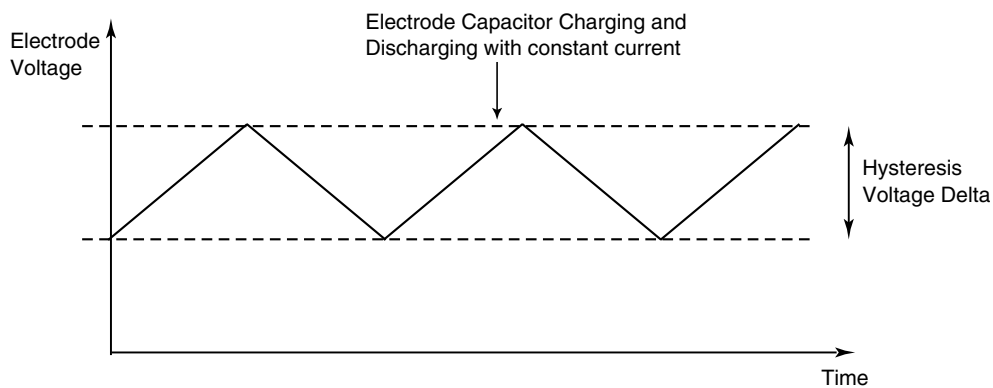 Electrode Capacitor Charging and
Discharging with constant current
Electrode
Voltage
Hysteresis
Voltage Delta
Time